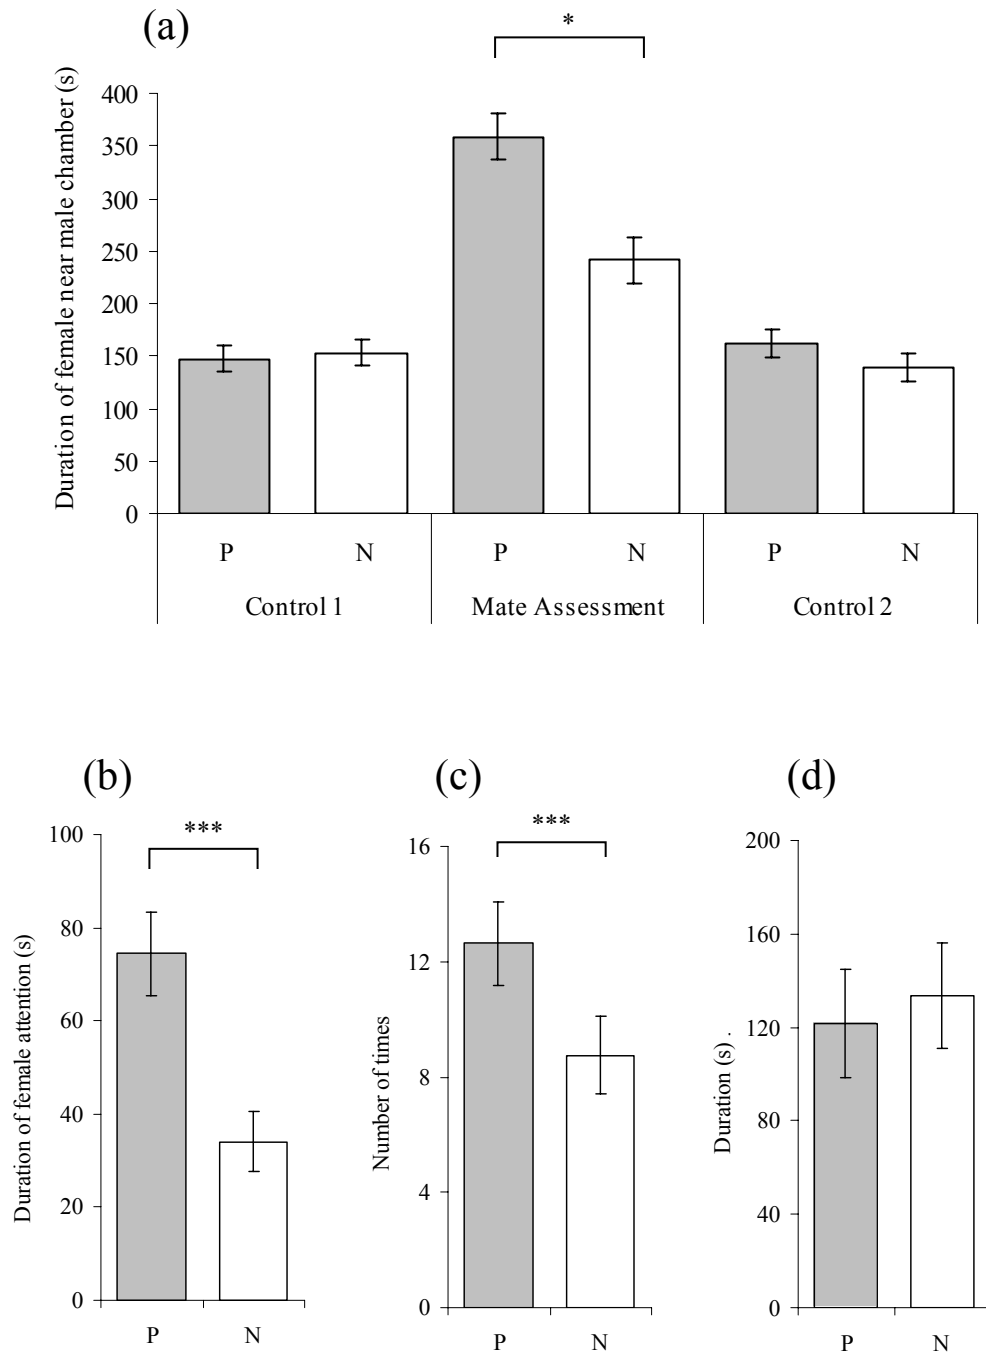 (a)
*
Duration of female near male chamber (s)
400
350
300
250
200
150
100
50
0
P N P N P N
Control 1 Mate Assessment Control 2
(b)
***
Duration of female attention (s)
100
80
60
40
20
0
P N
(c)
***
Number of times
16
12
8
4
0
P N
(d)
Duration (s) .
200
160
120
80
40
0
P N